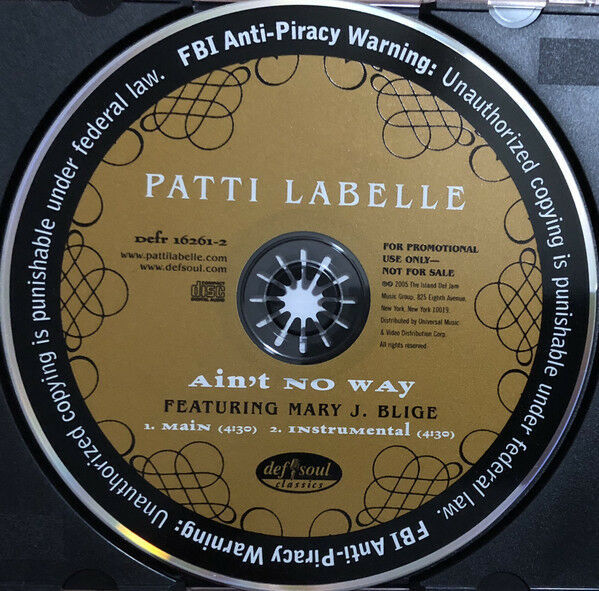 FBI Anti-Piracy Warning: Unauthorized copying is punishable under federal law.
FBI Anti-Piracy Warning: Unauthorized copying is punishable under federal law.
PATTI LABELLE
Defr 16261-2
www.pattilabelle.com
www.defsoul.com
COMPACT
disc
DIGITAL AUDIO
FOR PROMOTIONAL
USE ONLY—
NOT FOR SALE
℗© 2005 The Island Def Jam
Music Group, 825 Eighth Avenue,
New York, New York 10019.
Distributed by Universal Music
& Video Distribution Corp.
All rights reserved.
Ain't NO WAY
FEATURING MARY J. BLIGE
1. MaiN (4:30) 2. INstrumental (4:30)
def soul
classics